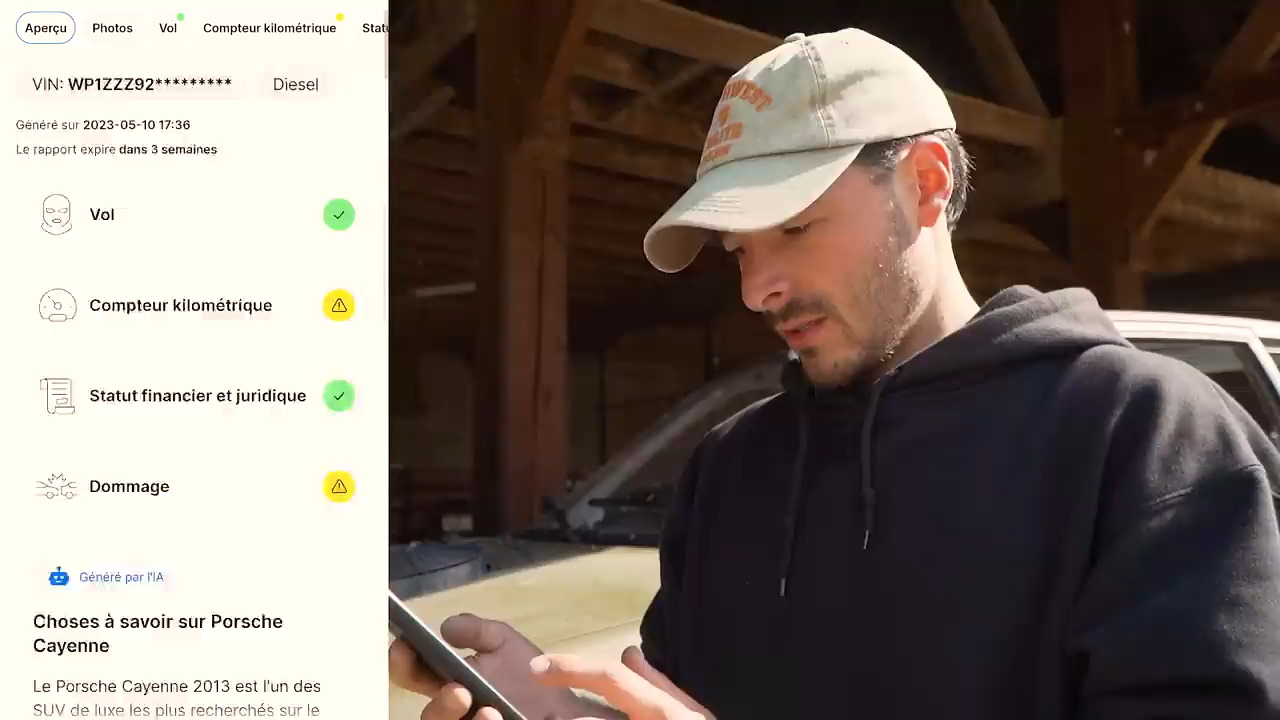 Aperçu Photos Vol Compteur kilométrique Statu
VIN: WP1ZZZ92********* Diesel
Généré sur 2023-05-10 17:36
Le rapport expire dans 3 semaines
Vol
Compteur kilométrique
Statut financier et juridique
Dommage
Généré par l'IA
Choses à savoir sur Porsche
Cayenne
Le Porsche Cayenne 2013 est l'un des
SUV de luxe les plus recherchés sur le